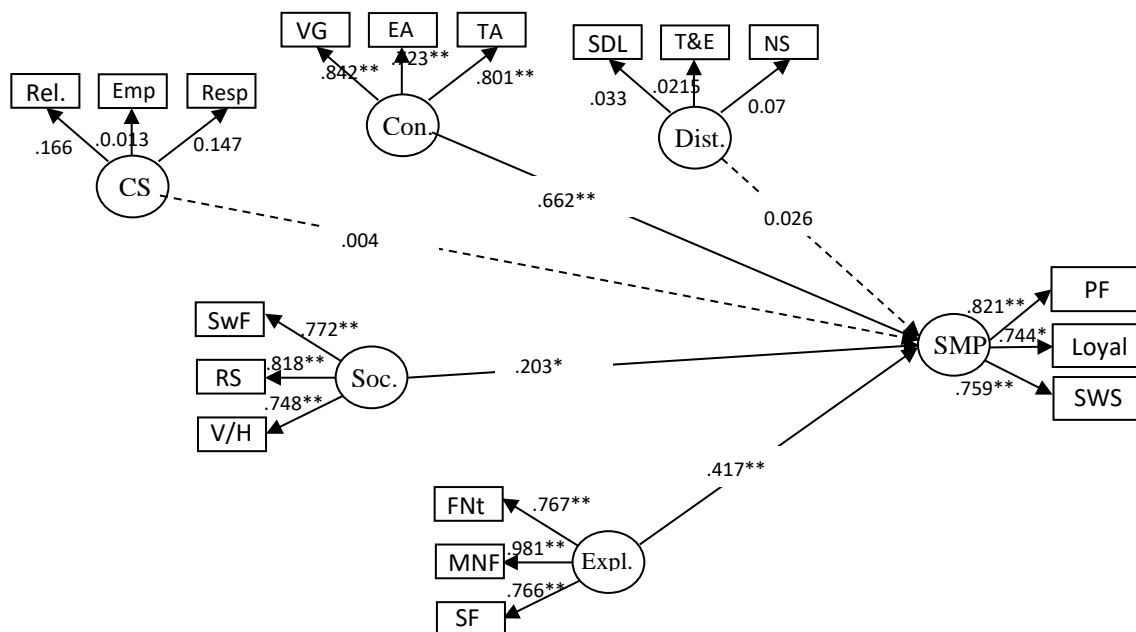 VG EA TA
.842** .723** .801**
Con.
SDL T&E NS
.033 .0215 0.07
Dist.
Rel. Emp Resp
.166 .0.013 0.147
CS
.662**
0.026
.004
SwF
.772**
RS
.818**
V/H
.748**
Soc.
.203*
SMP
.821**
PF
.744*
Loyal
.759**
SWS
.417**
FNt
.767**
MNF
.981**
SF
.766**
Expl.